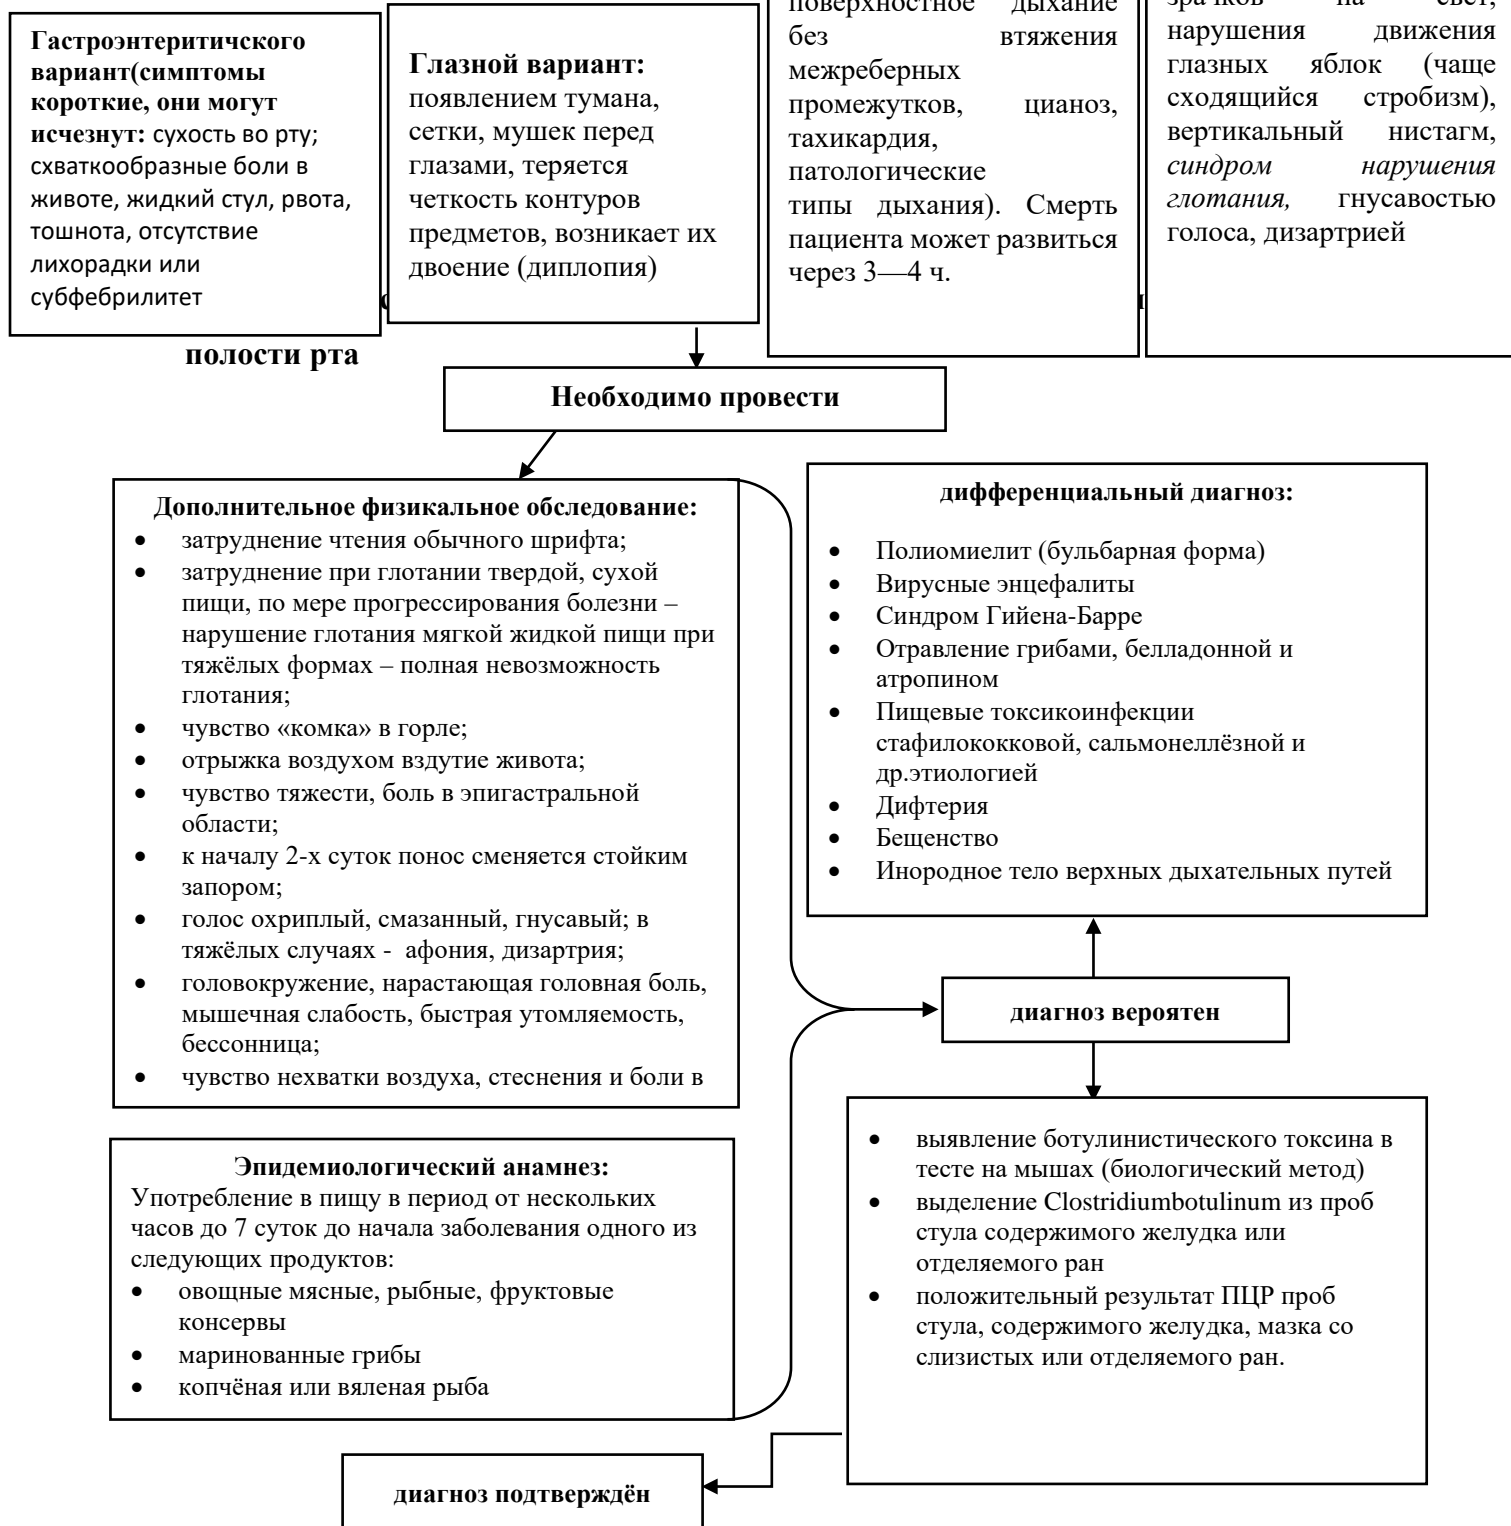 Гастроэнтеритичского
вариант(симптомы
короткие, они могут
исчезнут: сухость во рту;
схваткообразные боли в
животе, жидкий стул, рвота,
тошнота, отсутствие
лихорадки или
субфебрилитет
Глазной вариант:
появлением тумана,
сетки, мушек перед
глазами, теряется
четкость контуров
предметов, возникает их
двоение (диплопия)
поверхностное дыхание
без втяжения
межреберных
промежутков, цианоз,
тахикардия,
патологические
типы дыхания). Смерть
пациента может развиться
через 3—4 ч.
зрачков на свет,
нарушения движения
глазных яблок (чаще
сходящийся стробизм),
вертикальный нистагм,
синдром нарушения
глотания, гнусавостью
голоса, дизартрией
полости рта
Необходимо провести
Дополнительное физикальное обследование:
• затруднение чтения обычного шрифта;
• затруднение при глотании твердой, сухой
пищи, по мере прогрессирования болезни –
нарушение глотания мягкой жидкой пищи при
тяжёлых формах – полная невозможность
глотания;
• чувство «комка» в горле;
• отрыжка воздухом вздутие живота;
• чувство тяжести, боль в эпигастральной
области;
• к началу 2-х суток понос сменяется стойким
запором;
• голос охриплый, смазанный, гнусавый; в
тяжёлых случаях - афония, дизартрия;
• головокружение, нарастающая головная боль,
мышечная слабость, быстрая утомляемость,
бессонница;
• чувство нехватки воздуха, стеснения и боли в
дифференциальный диагноз:
• Полиомиелит (бульбарная форма)
• Вирусные энцефалиты
• Синдром Гийена-Барре
• Отравление грибами, белладонной и
атропином
• Пищевые токсикоинфекции
стафилококковой, сальмонеллёзной и
др.этиологией
• Дифтерия
• Бещенство
• Инородное тело верхных дыхательных путей
диагноз вероятен
Эпидемиологический анамнез:
Употребление в пищу в период от нескольких
часов до 7 суток до начала заболевания одного из
следующих продуктов:
• овощные мясные, рыбные, фруктовые
консервы
• маринованные грибы
• копчёная или вяленая рыба
• выявление ботулинистического токсина в
тесте на мышах (биологический метод)
• выделение Clostridiumbotulinum из проб
стула содержимого желудка или
отделяемого ран
• положительный результат ПЦР проб
стула, содержимого желудка, мазка со
слизистых или отделяемого ран.
диагноз подтверждён